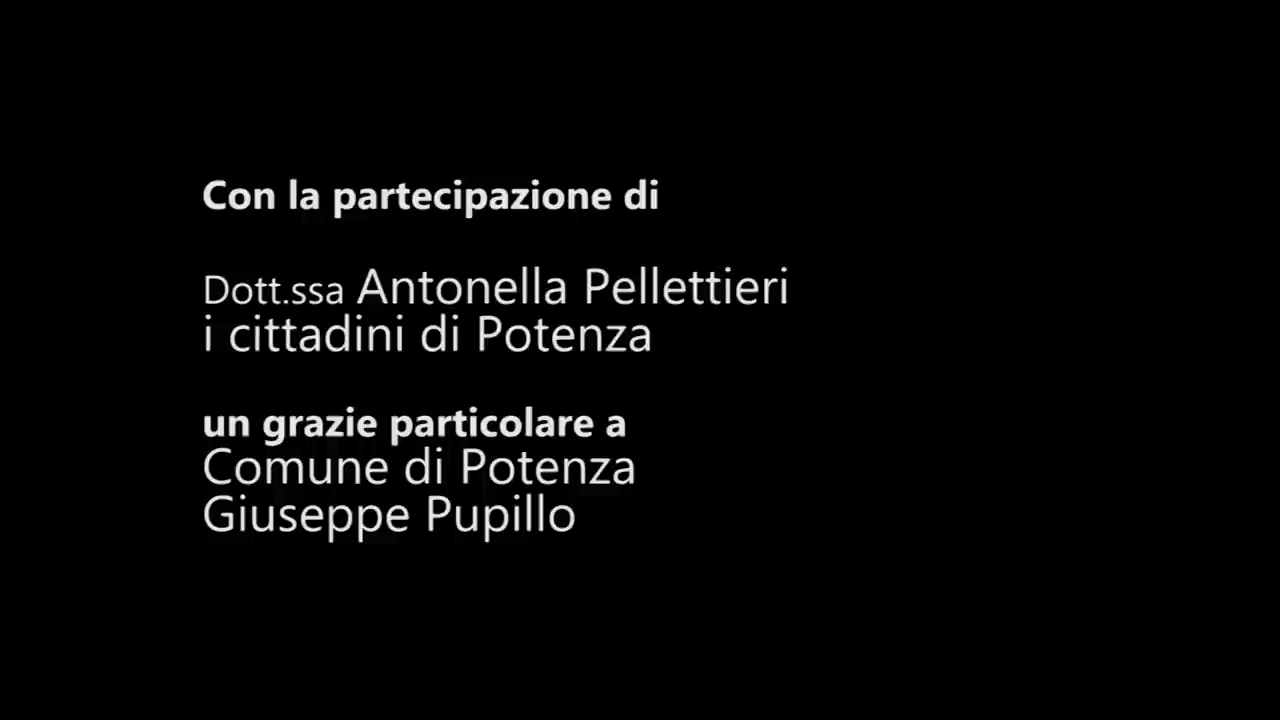 Con la partecipazione di
Dott.ssa Antonella Pellettieri
i cittadini di Potenza
un grazie particolare a
Comune di Potenza
Giuseppe Pupillo